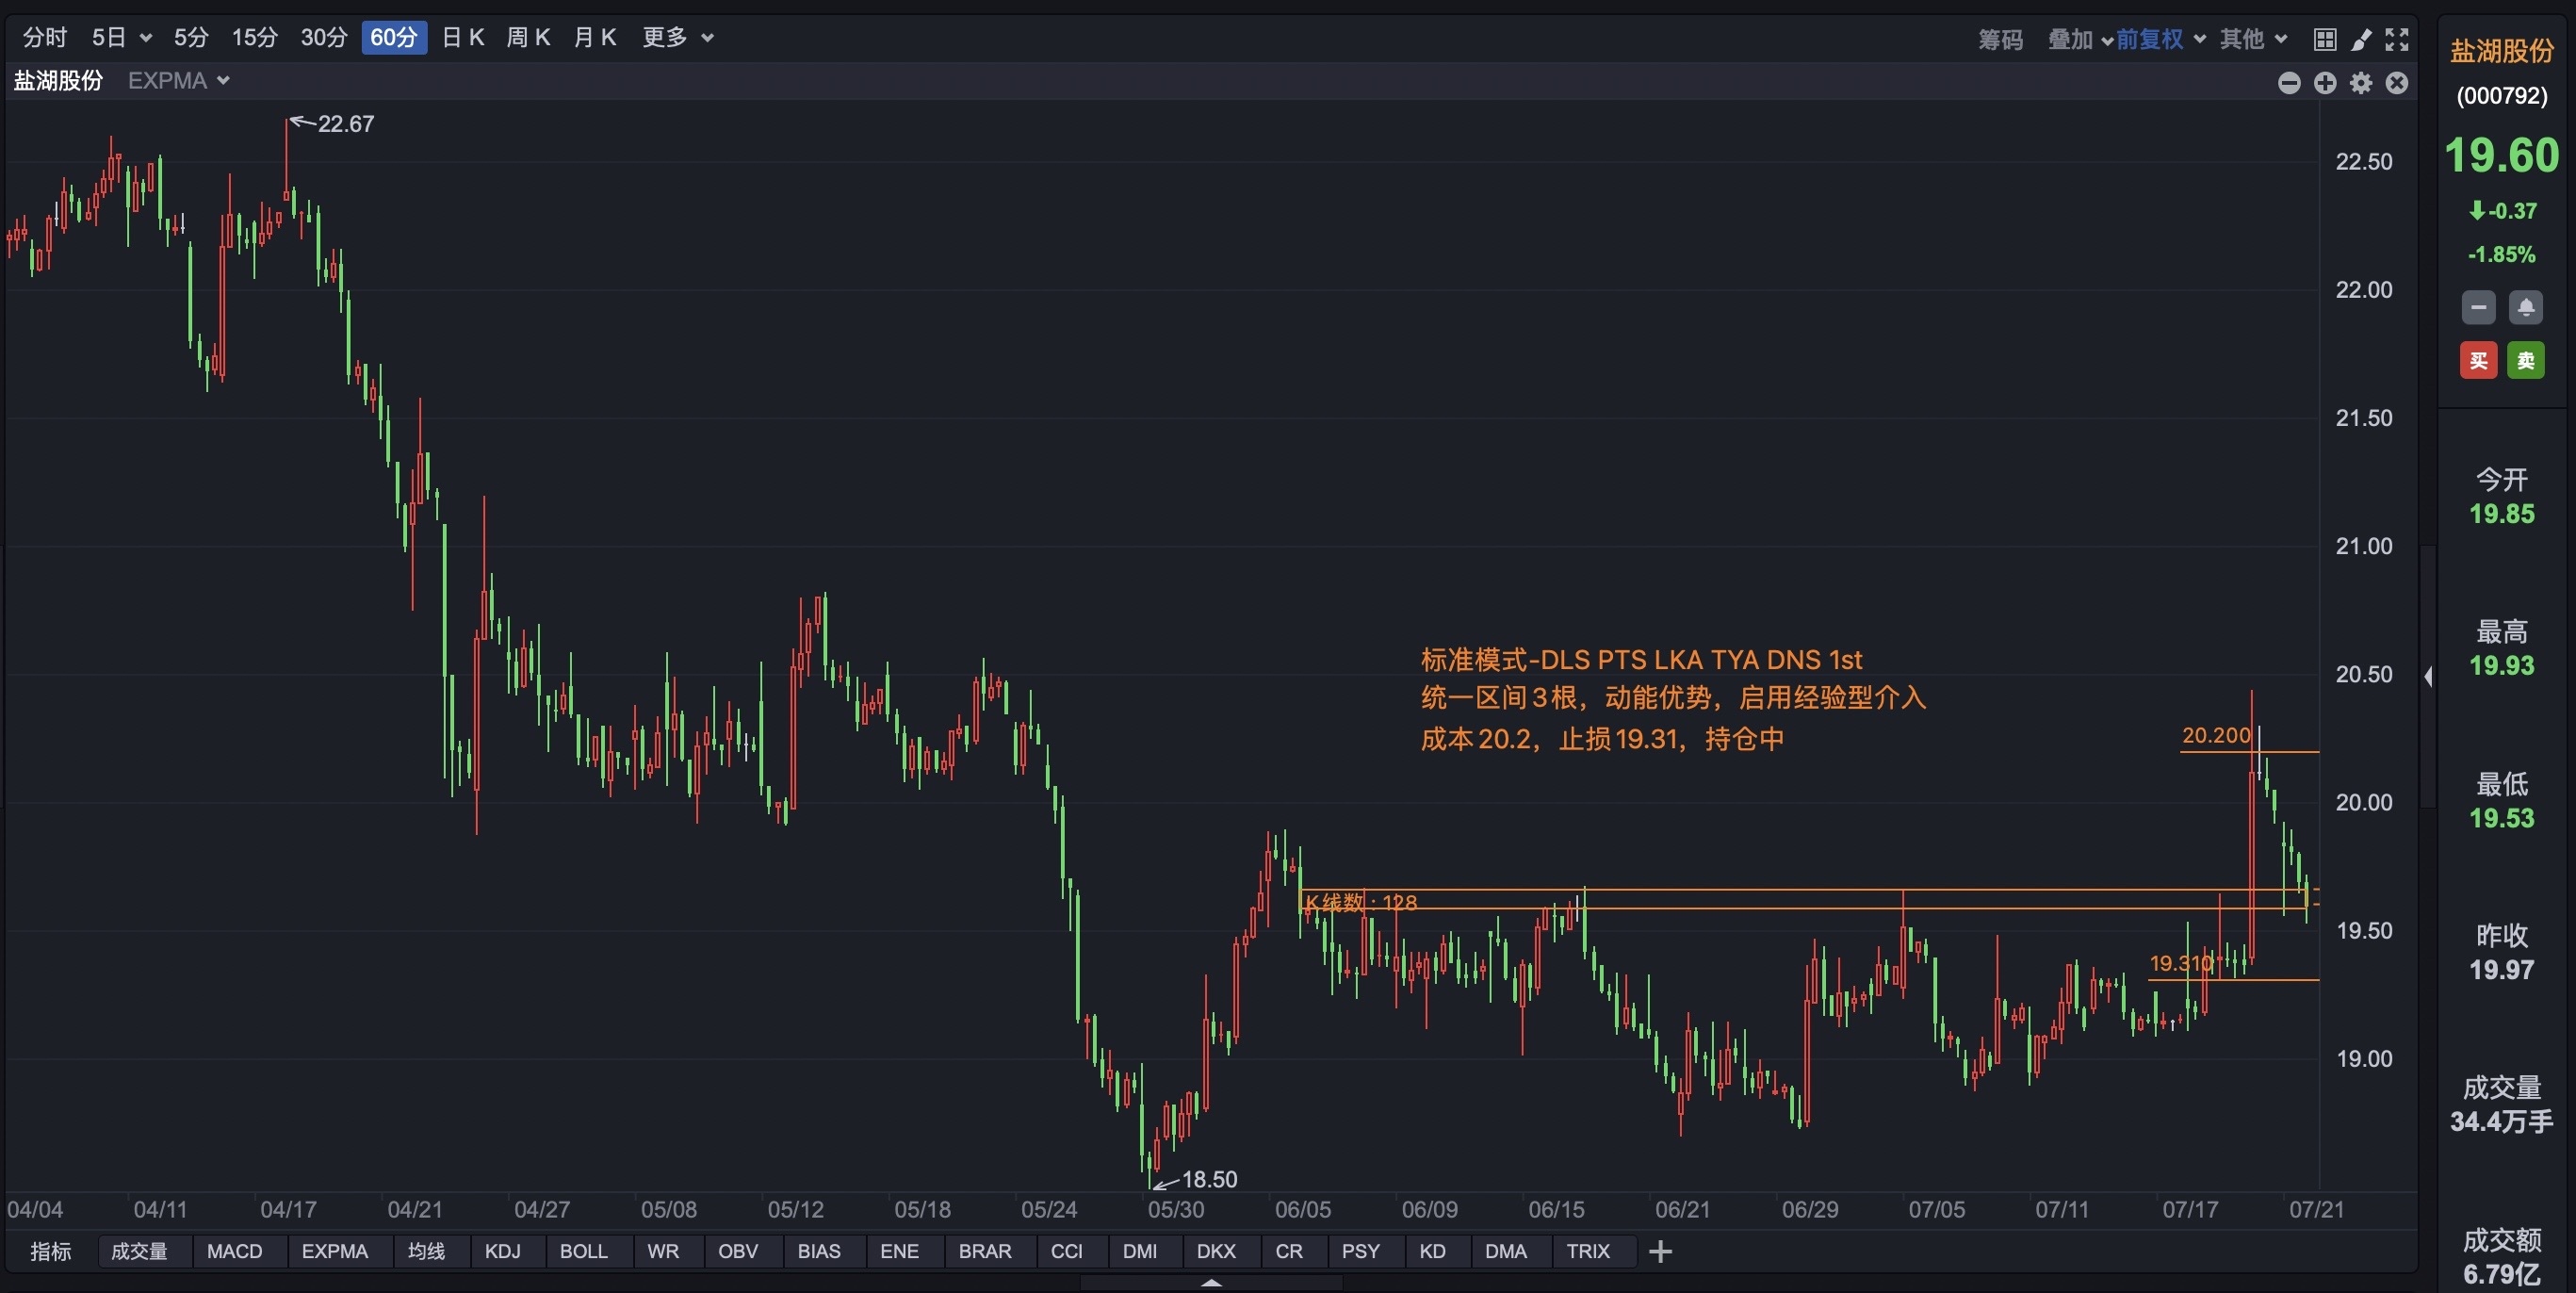 分时 5日 5分 15分 30分 60分 日K 周K 月K 更多 筹码 叠加 前复权 其他
盐湖股份 EXPMA
22.67
22.50
22.00
21.50
21.00
20.50
20.00
19.50
19.00
标准模式-DLS PTS LKA TYA DNS 1st
统一区间3根，动能优势，启用经验型介入
成本20.2，止损19.31，持仓中
20.200
K线数：128
19.310
18.50
04/04 04/11 04/17 04/21 04/27 05/08 05/12 05/18 05/24 05/30 06/05 06/09 06/15 06/21 06/29 07/05 07/11 07/17 07/21
指标 成交量 MACD EXPMA 均线 KDJ BOLL WR OBV BIAS ENE BRAR CCI DMI DKX CR PSY KD DMA TRIX
盐湖股份
(000792)
19.60
-0.37
-1.85%
买 卖
今开
19.85
最高
19.93
最低
19.53
昨收
19.97
成交量
34.4万手
成交额
6.79亿